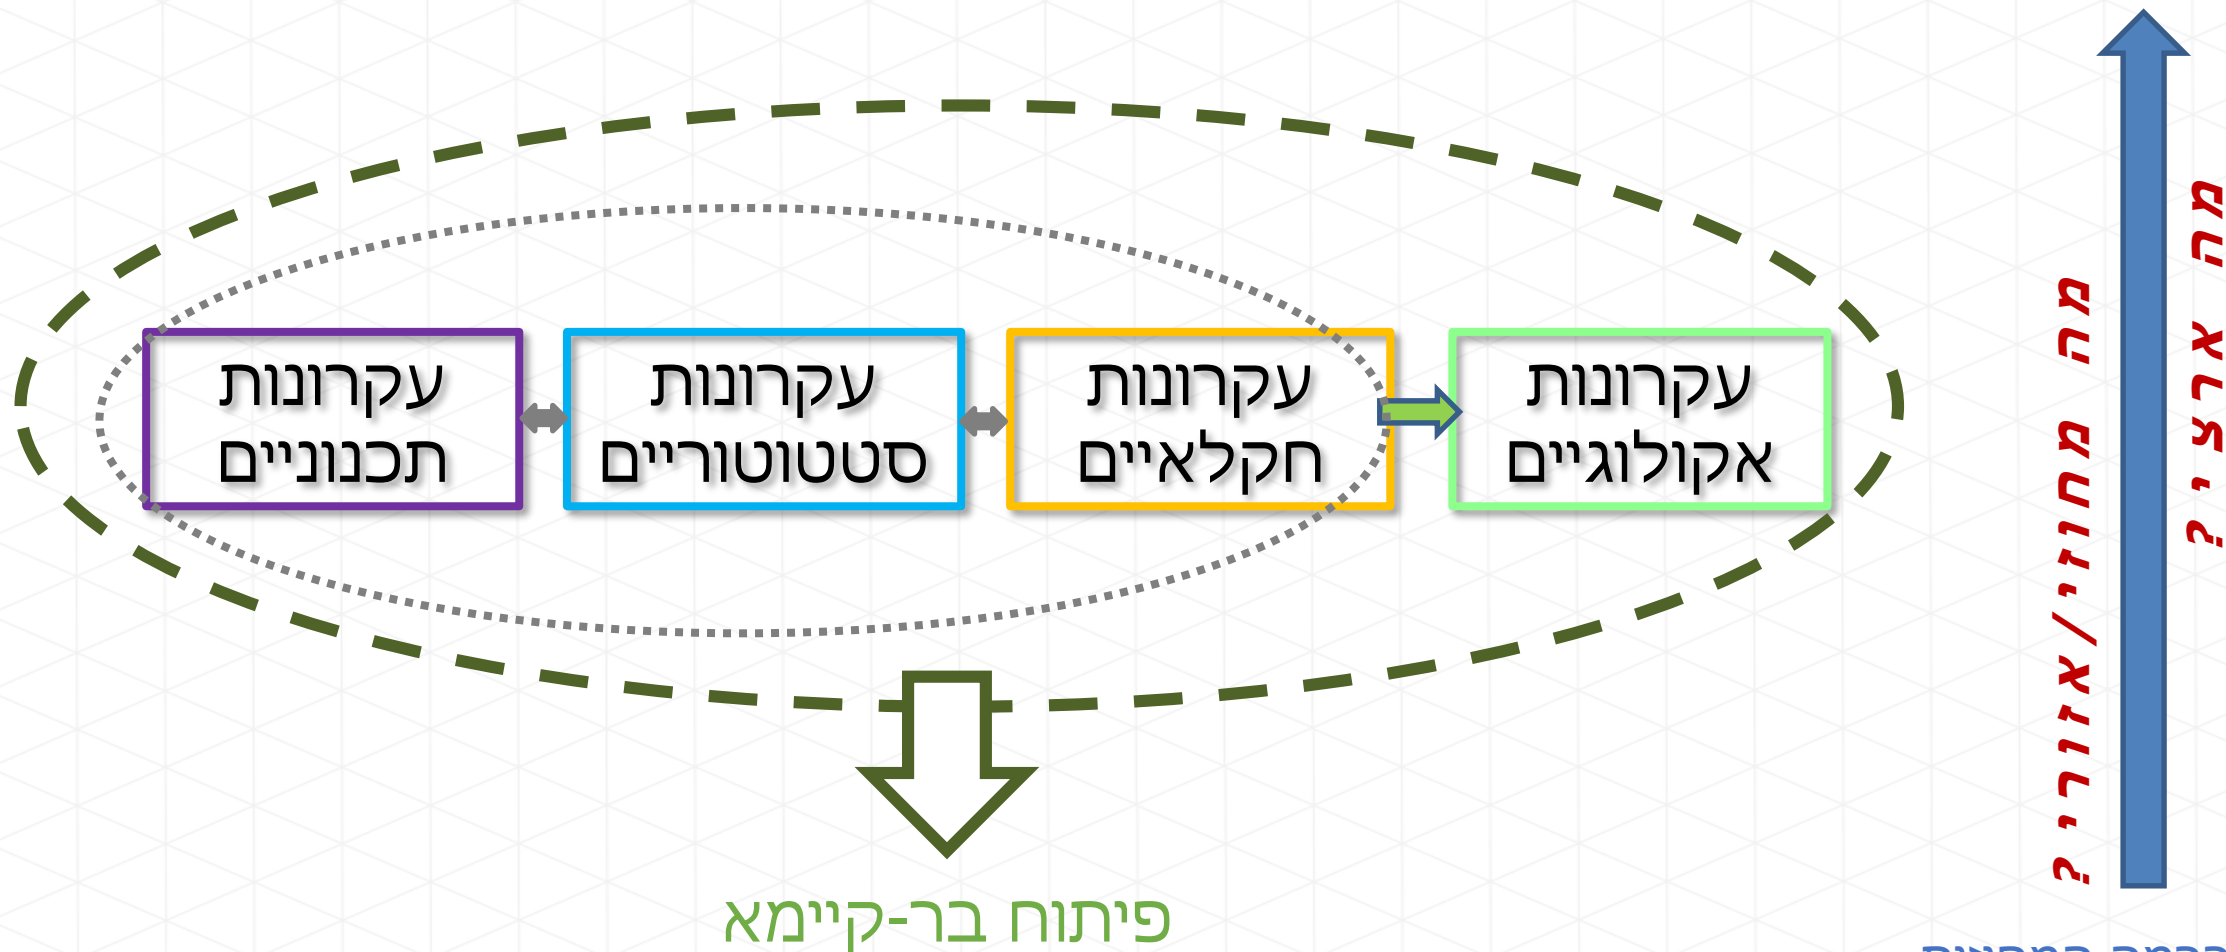 עקרונות
אקולוגיים
עקרונות
חקלאיים
עקרונות
סטטוטוריים
עקרונות
תכנוניים
פיתוח בר-קיימא
מה ארצי?
מה מחוזי/אזורי?